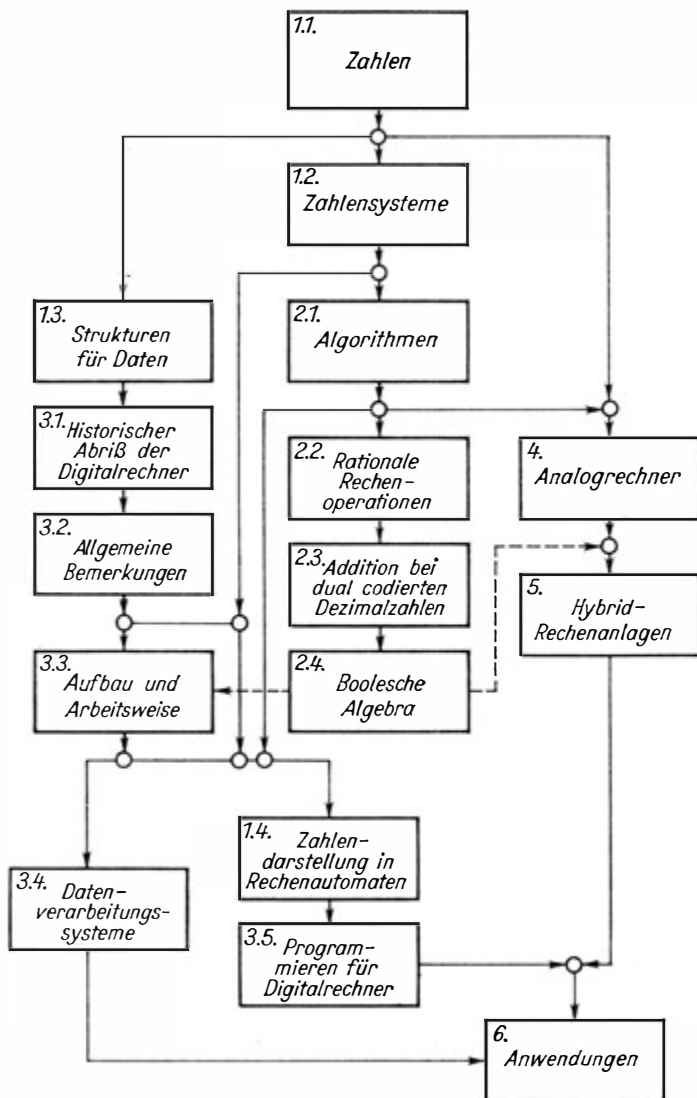 1.1.
Zahlen
1.2.
Zahlensysteme
1.3.
Strukturen
für Daten
2.1.
Algorithmen
3.1.
Historischer
Abriß der
Digitalrechner
2.2.
Rationale
Rechen-
operationen
4.
Analogrechner
3.2.
Allgemeine
Bemerkungen
2.3.
Addition bei
dual codierten
Dezimalzahlen
5.
Hybrid-
Rechenanlagen
3.3.
Aufbau und
Arbeitsweise
2.4.
Boolesche
Algebra
1.4.
Zahlen-
darstellung in
Rechenautomaten
3.4.
Daten-
verarbeitungs-
systeme
3.5.
Program-
mieren für
Digitalrechner
6.
Anwendungen